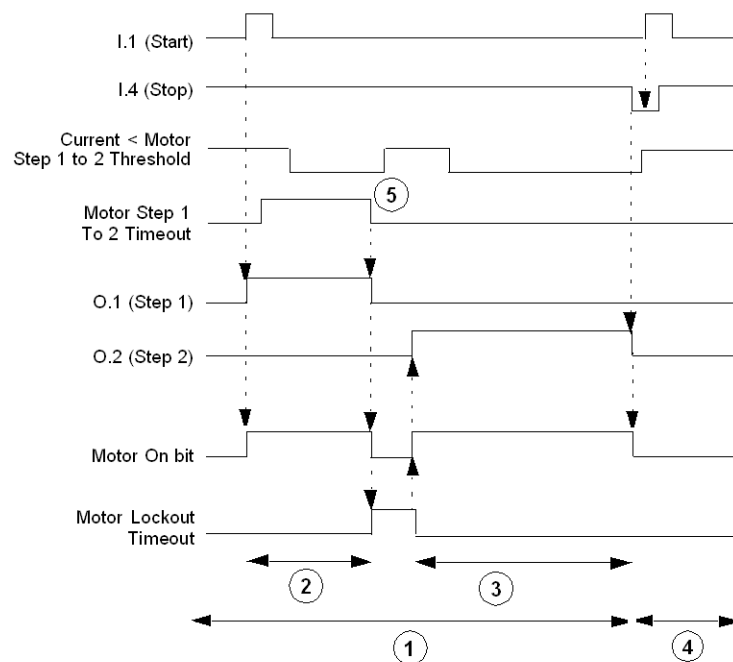 I.1 (Start)
I.4 (Stop)
Current < Motor
Step 1 to 2 Threshold
5
Motor Step 1
To 2 Timeout
O.1 (Step 1)
O.2 (Step 2)
Motor On bit
Motor Lockout
Timeout
2
3
1
4